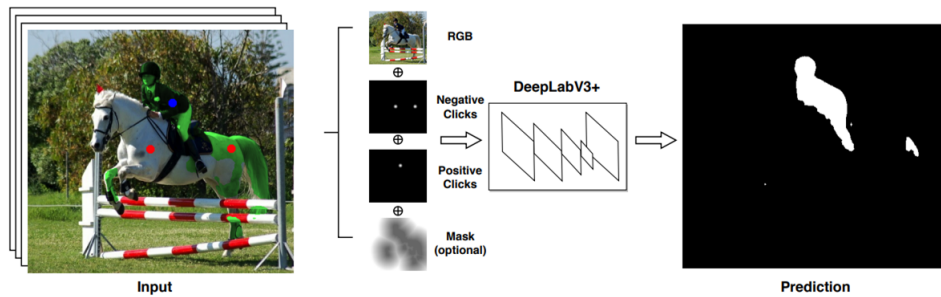 RGB
DeepLabV3+
Negative
Clicks
Positive
Clicks
Mask
(optional)
Input
Prediction